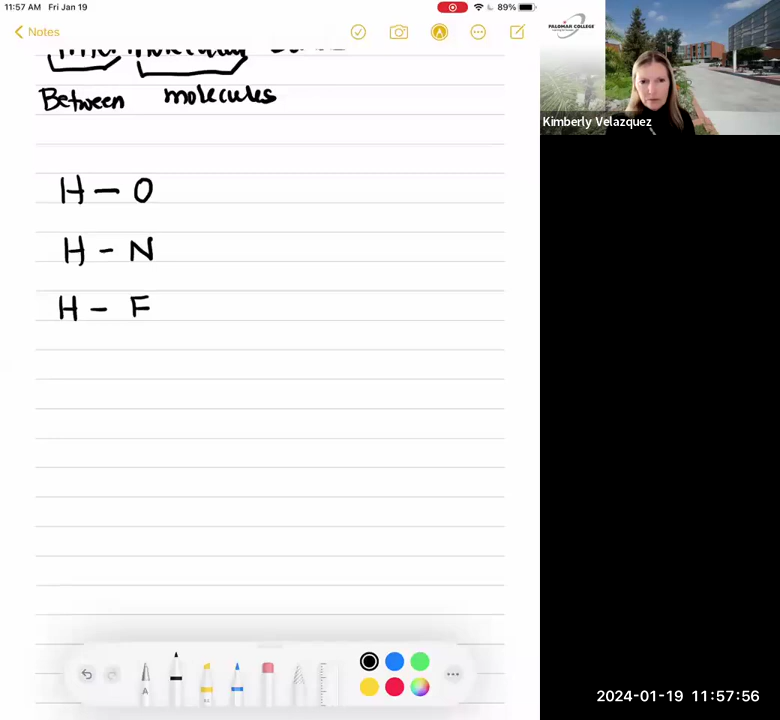 11:57 AM Fri Jan 19
89%
Notes
PALOMAR COLLEGE
Kimberly Velazquez
Between molecules
H - O
H - N
H - F
A
2024-01-19 11:57:56